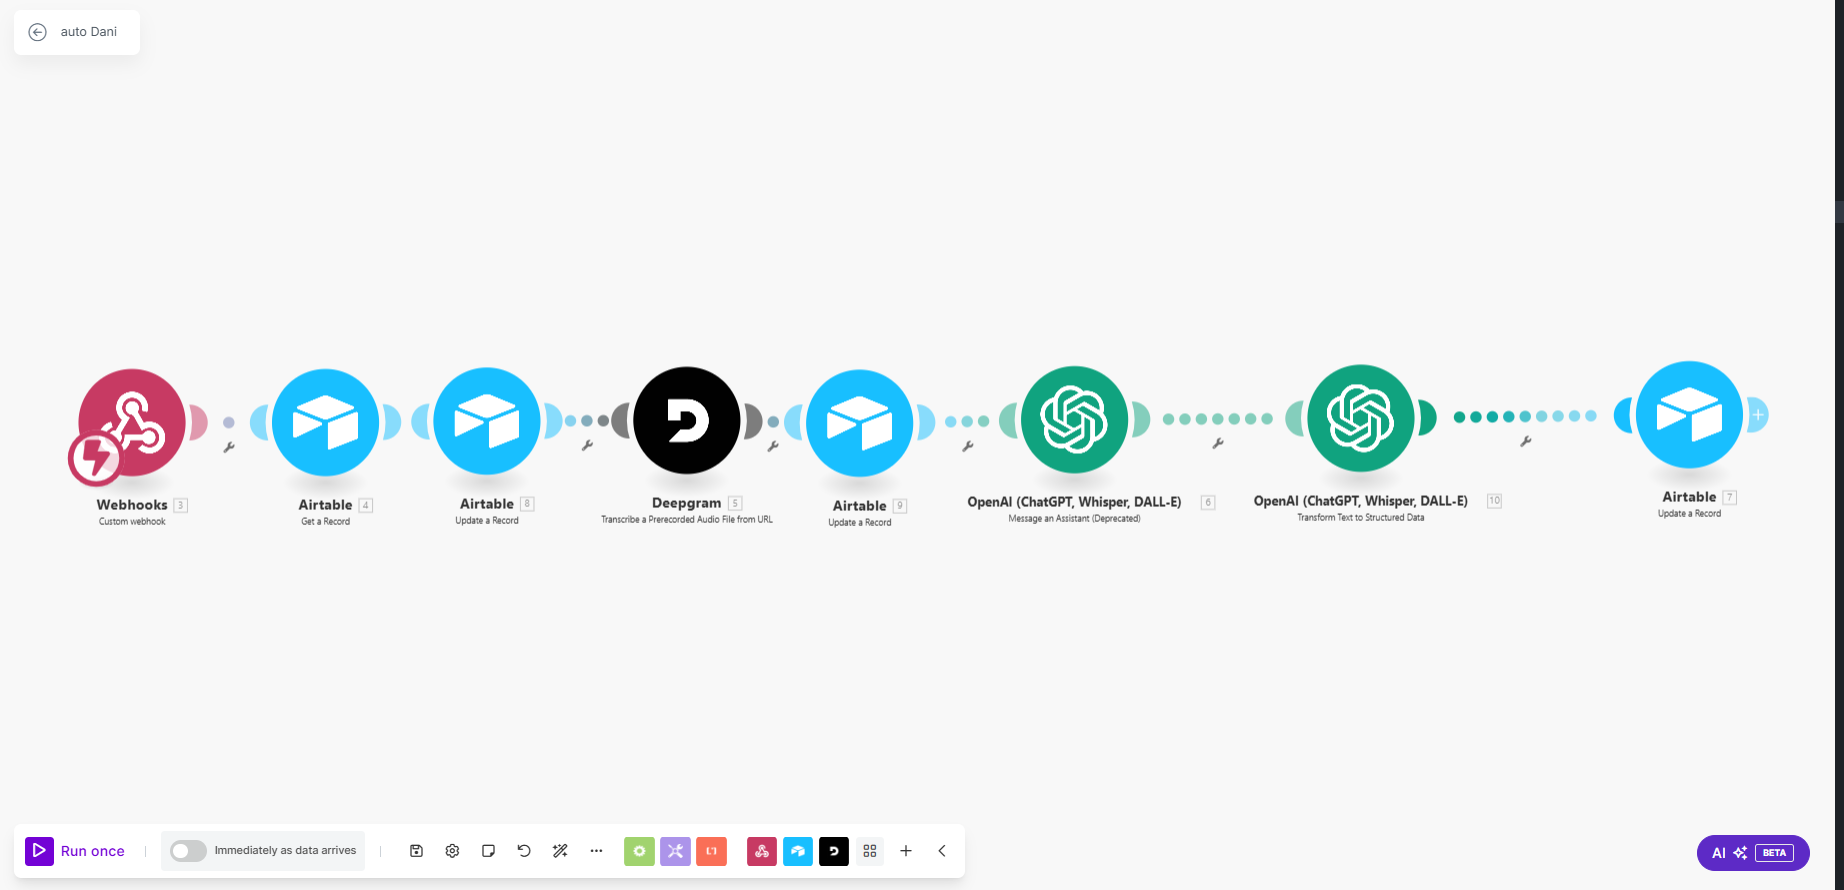 auto Dani
Webhooks 3
Custom webhook
Airtable 4
Get a Record
Airtable 8
Update a Record
Deepgram 5
Transcribe a Prerecorded Audio File from URL
Airtable 9
Update a Record
OpenAI (ChatGPT, Whisper, DALL-E) 6
Message an Assistant (Deprecated)
OpenAI (ChatGPT, Whisper, DALL-E) 10
Transform Text to Structured Data
Airtable 7
Update a Record
Run once
Immediately as data arrives
AI BETA